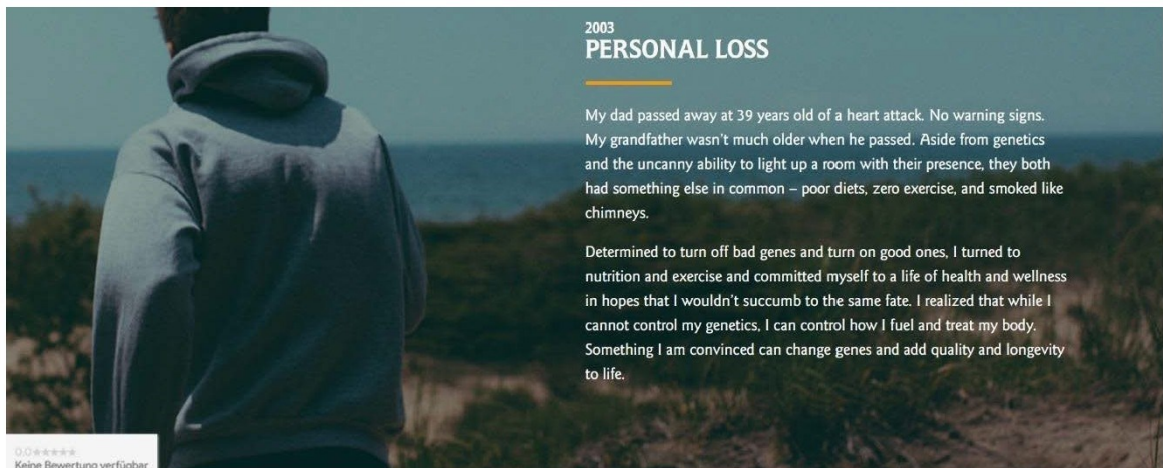 2003
PERSONAL LOSS
My dad passed away at 39 years old of a heart attack. No warning signs.
My grandfather wasn't much older when he passed. Aside from genetics
and the uncanny ability to light up a room with their presence, they both
had something else in common – poor diets, zero exercise, and smoked like
chimneys.
Determined to turn off bad genes and turn on good ones, I turned to
nutrition and exercise and committed myself to a life of health and wellness
in hopes that I wouldn't succumb to the same fate. I realized that while I
cannot control my genetics, I can control how I fuel and treat my body.
Something I am convinced can change genes and add quality and longevity
to life.
0.0★★★★★
Keine Bewertung verfügbar